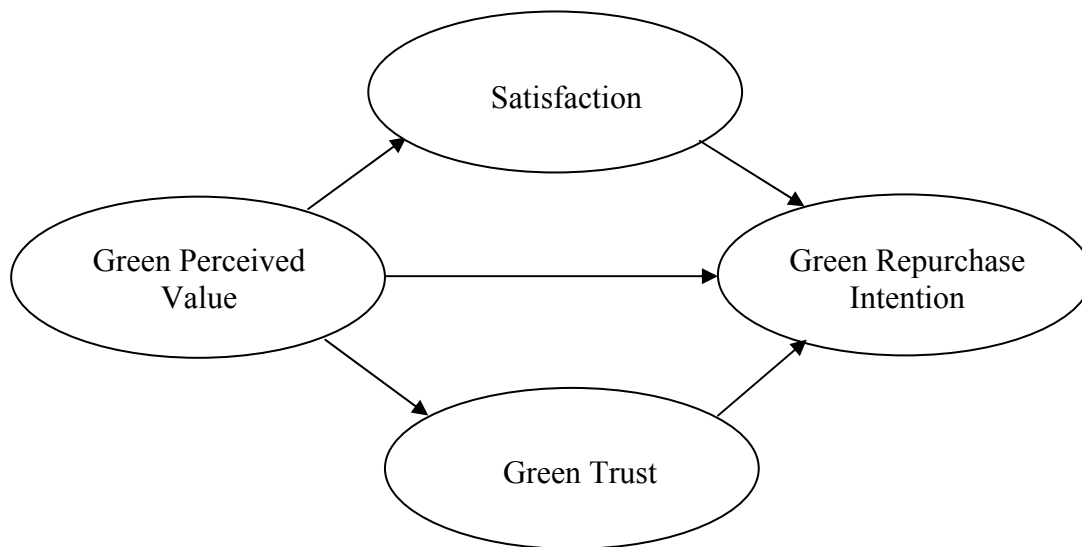 Satisfaction
Green Perceived
Value
Green Repurchase
Intention
Green Trust